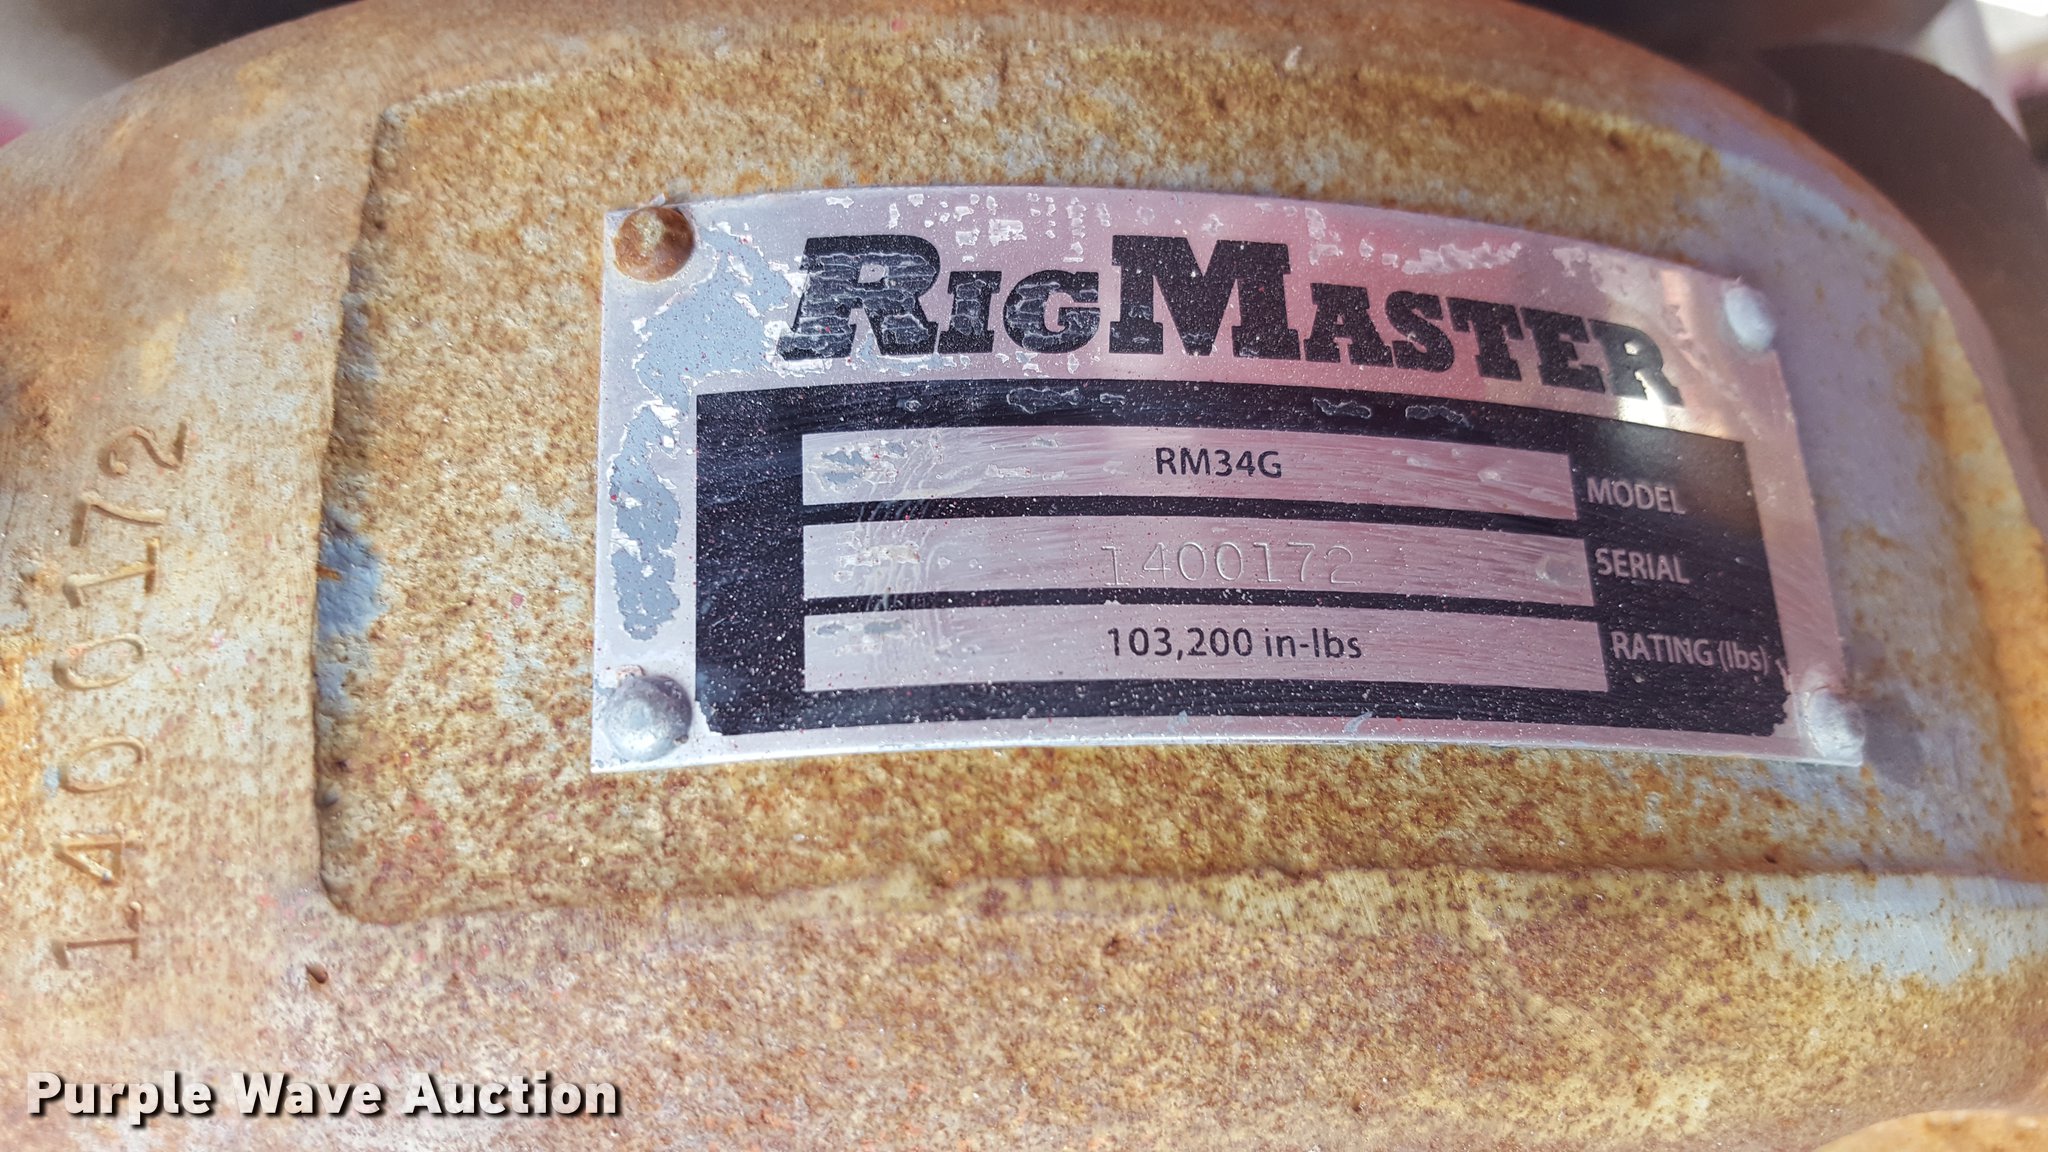 RIGMASTER
RM34G MODEL
1400172 SERIAL
103,200 in-lbs RATING (lbs)
1400172
Purple Wave Auction